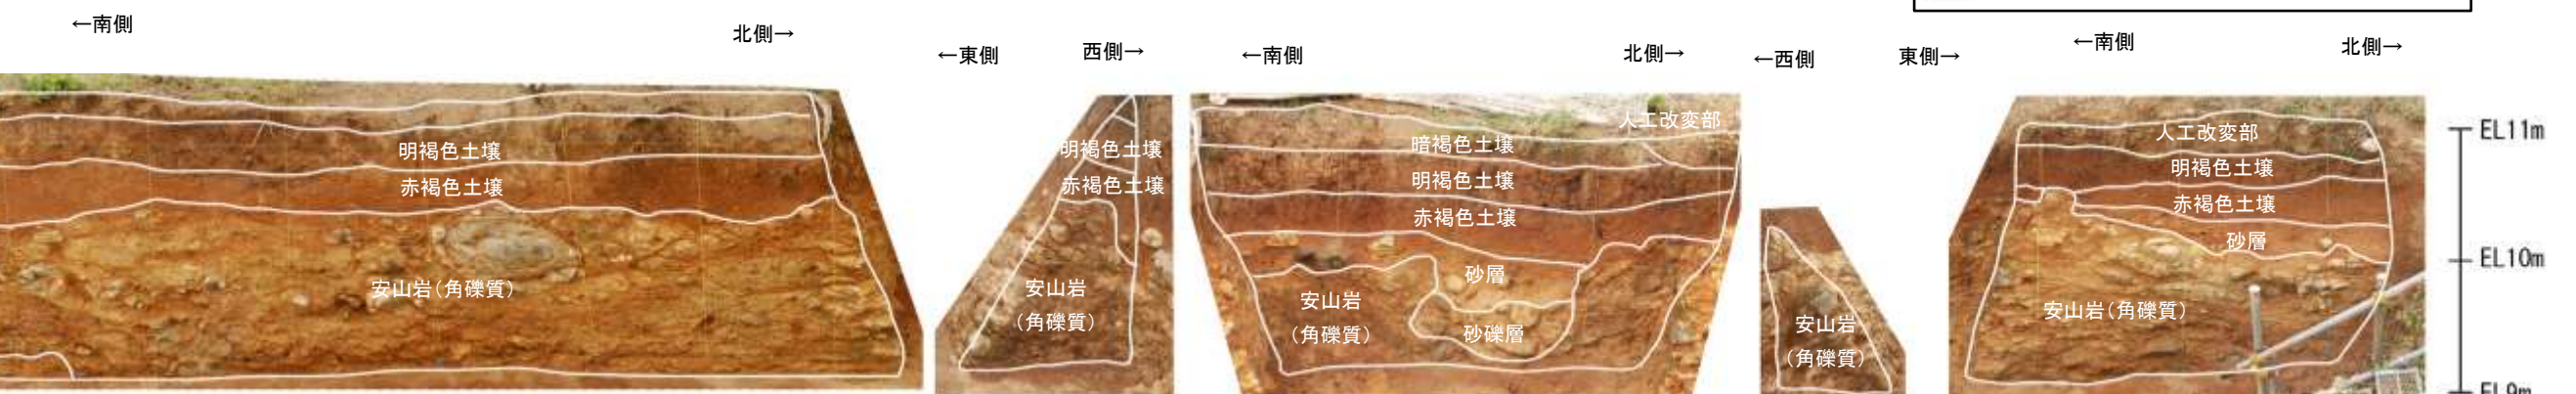 ←南側
北側→
明褐色土壌
赤褐色土壌
安山岩(角礫質)
←東側
西側→
明褐色土壌
赤褐色土壌
安山岩
(角礫質)
←南側
北側→
人工改変部
暗褐色土壌
明褐色土壌
赤褐色土壌
砂層
安山岩
(角礫質)
砂礫層
←西側
東側→
安山岩
(角礫質)
←南側
北側→
人工改変部
明褐色土壌
赤褐色土壌
砂層
安山岩(角礫質)
EL11m
EL10m
EL9m